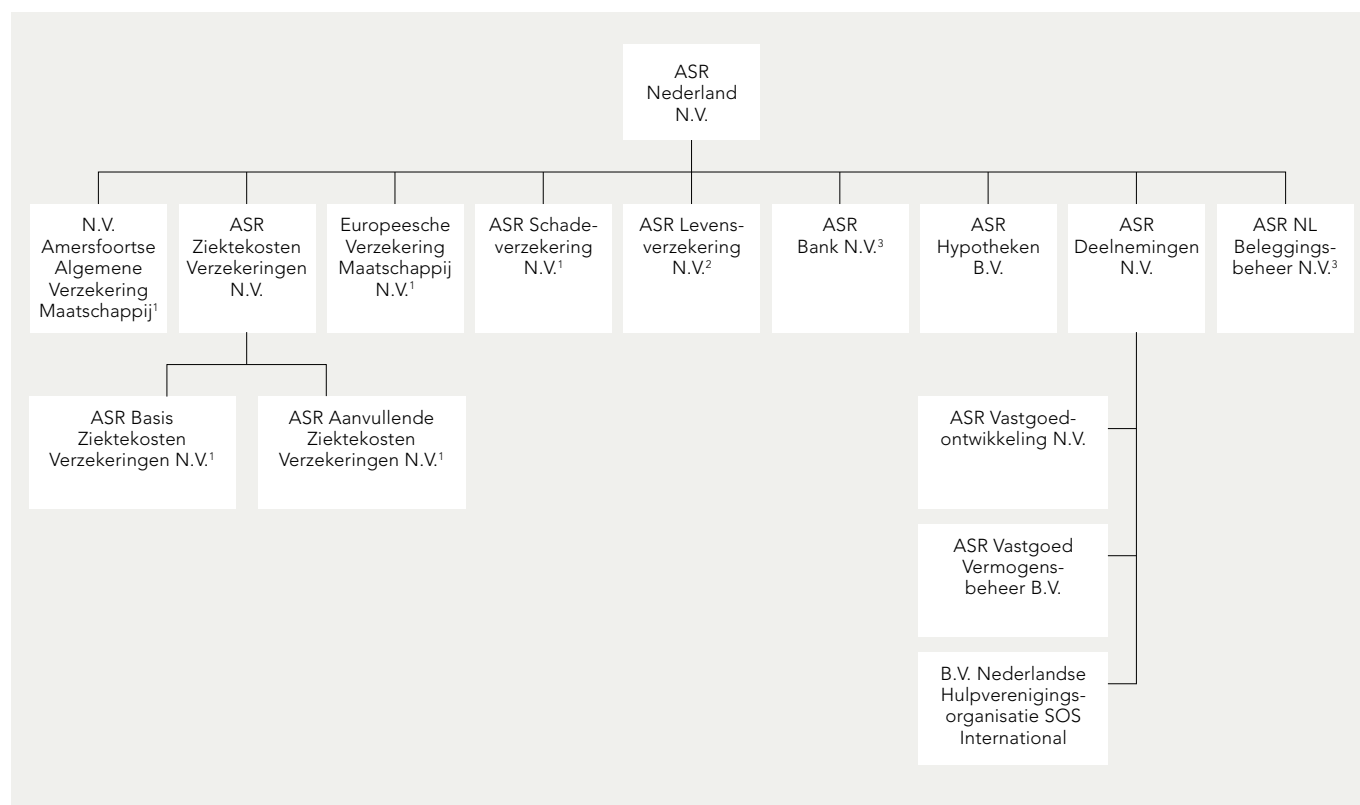 ASR
Nederland
N.V.
N.V.
Amersfoortse
Algemene
Verzekering
Maatschappij¹
ASR
Ziektekosten
Verzekeringen
N.V.
Europeesche
Verzekering
Maatschappij
N.V.¹
ASR Schade-
verzekering
N.V.¹
ASR Levens-
verzekering
N.V.²
ASR
Bank N.V.³
ASR
Hypotheken
B.V.
ASR
Deelnemingen
N.V.
ASR NL
Beleggings-
beheer N.V.³
ASR Basis
Ziektekosten
Verzekeringen N.V.¹
ASR Aanvullende
Ziektekosten
Verzekeringen N.V.¹
ASR Vastgoed-
ontwikkeling N.V.
ASR Vastgoed
Vermogens-
beheer B.V.
B.V. Nederlandse
Hulpverenigings-
organisatie SOS
International